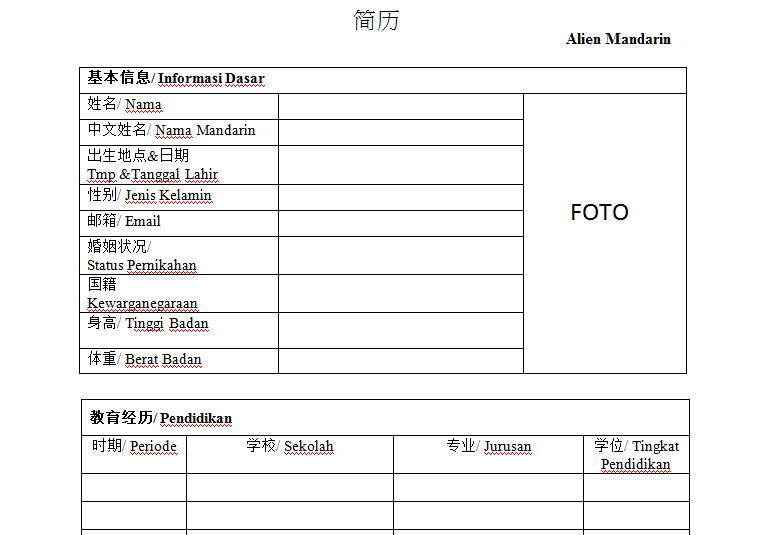 简历
Alien Mandarin
基本信息/ Informasi Dasar
姓名/ Nama
中文姓名/ Nama Mandarin
出生地点&日期
Tmp &Tanggal Lahir
性别/ Jenis Kelamin
邮箱/ Email
婚姻状况/
Status Pernikahan
国籍
Kewarganegaraan
身高/ Tinggi Badan
体重/ Berat Badan
FOTO
教育经历/ Pendidikan
时期/ Periode
学校/ Sekolah
专业/ Jurusan
学位/ Tingkat
Pendidikan